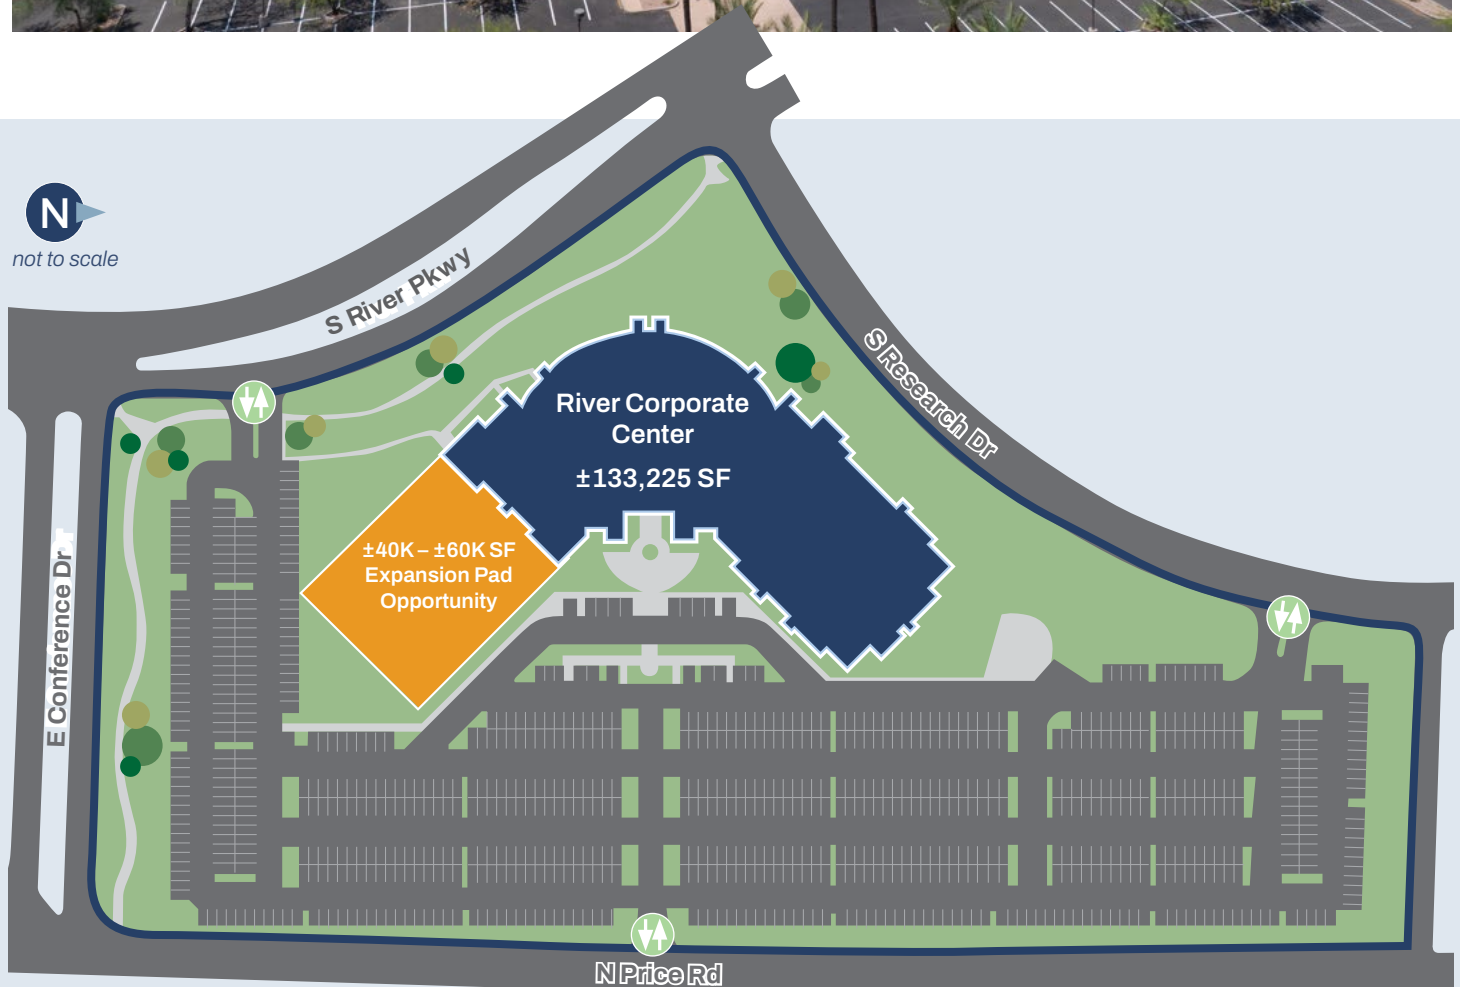 N
not to scale
S River Pkwy
S Research Dr
River Corporate
Center
±133,225 SF
±40K – ±60K SF
Expansion Pad
Opportunity
E Conference Dr
N Price Rd